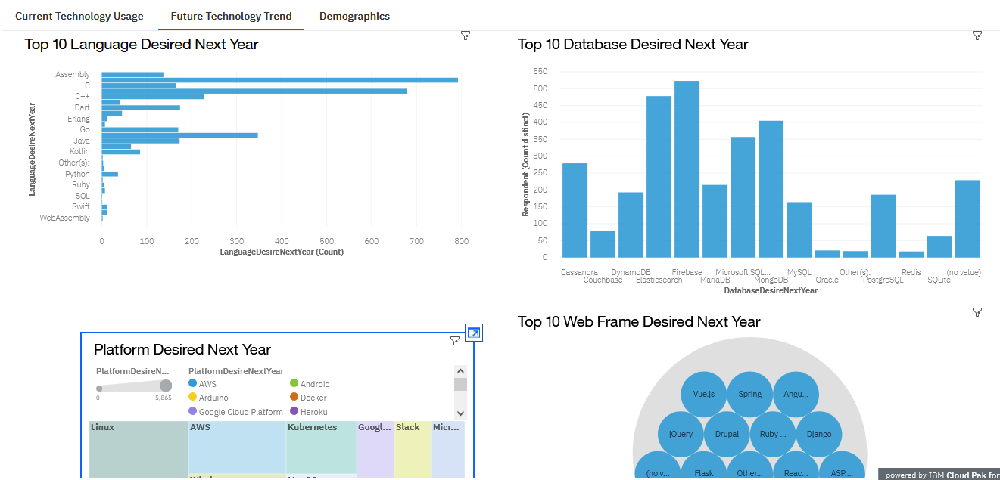 Current Technology Usage
Future Technology Trend
Demographics
Top 10 Language Desired Next Year
LanguageDesireNextYear
Assembly
C
C++
Dart
Erlang
Go
Java
Kotlin
Other(s):
Python
Ruby
SQL
Swift
WebAssembly
0 100 200 300 400 500 600 700 800
LanguageDesireNextYear (Count)
Top 10 Database Desired Next Year
Respondent (Count distinct)
550
500
450
400
350
300
250
200
150
100
50
0
Cassandra DynamoDB Firebase Microsoft SQL... MySQL Other(s): Redis (no value)
Couchbase Elasticsearch MariaDB MongoDB Oracle PostgreSQL SQLite
DatabaseDesireNextYear
Platform Desired Next Year
PlatformDesireN...
0 5,865
PlatformDesireNextYear
AWS Android
Arduino Docker
Google Cloud Platform Heroku
Linux AWS Kubernetes Googl... Slack Micr...
Top 10 Web Frame Desired Next Year
Vue.js Spring Angu...
jQuery Drupal Ruby ... Django
(no v... Flask Other... Reac... ASP....
powered by IBM Cloud Pak for